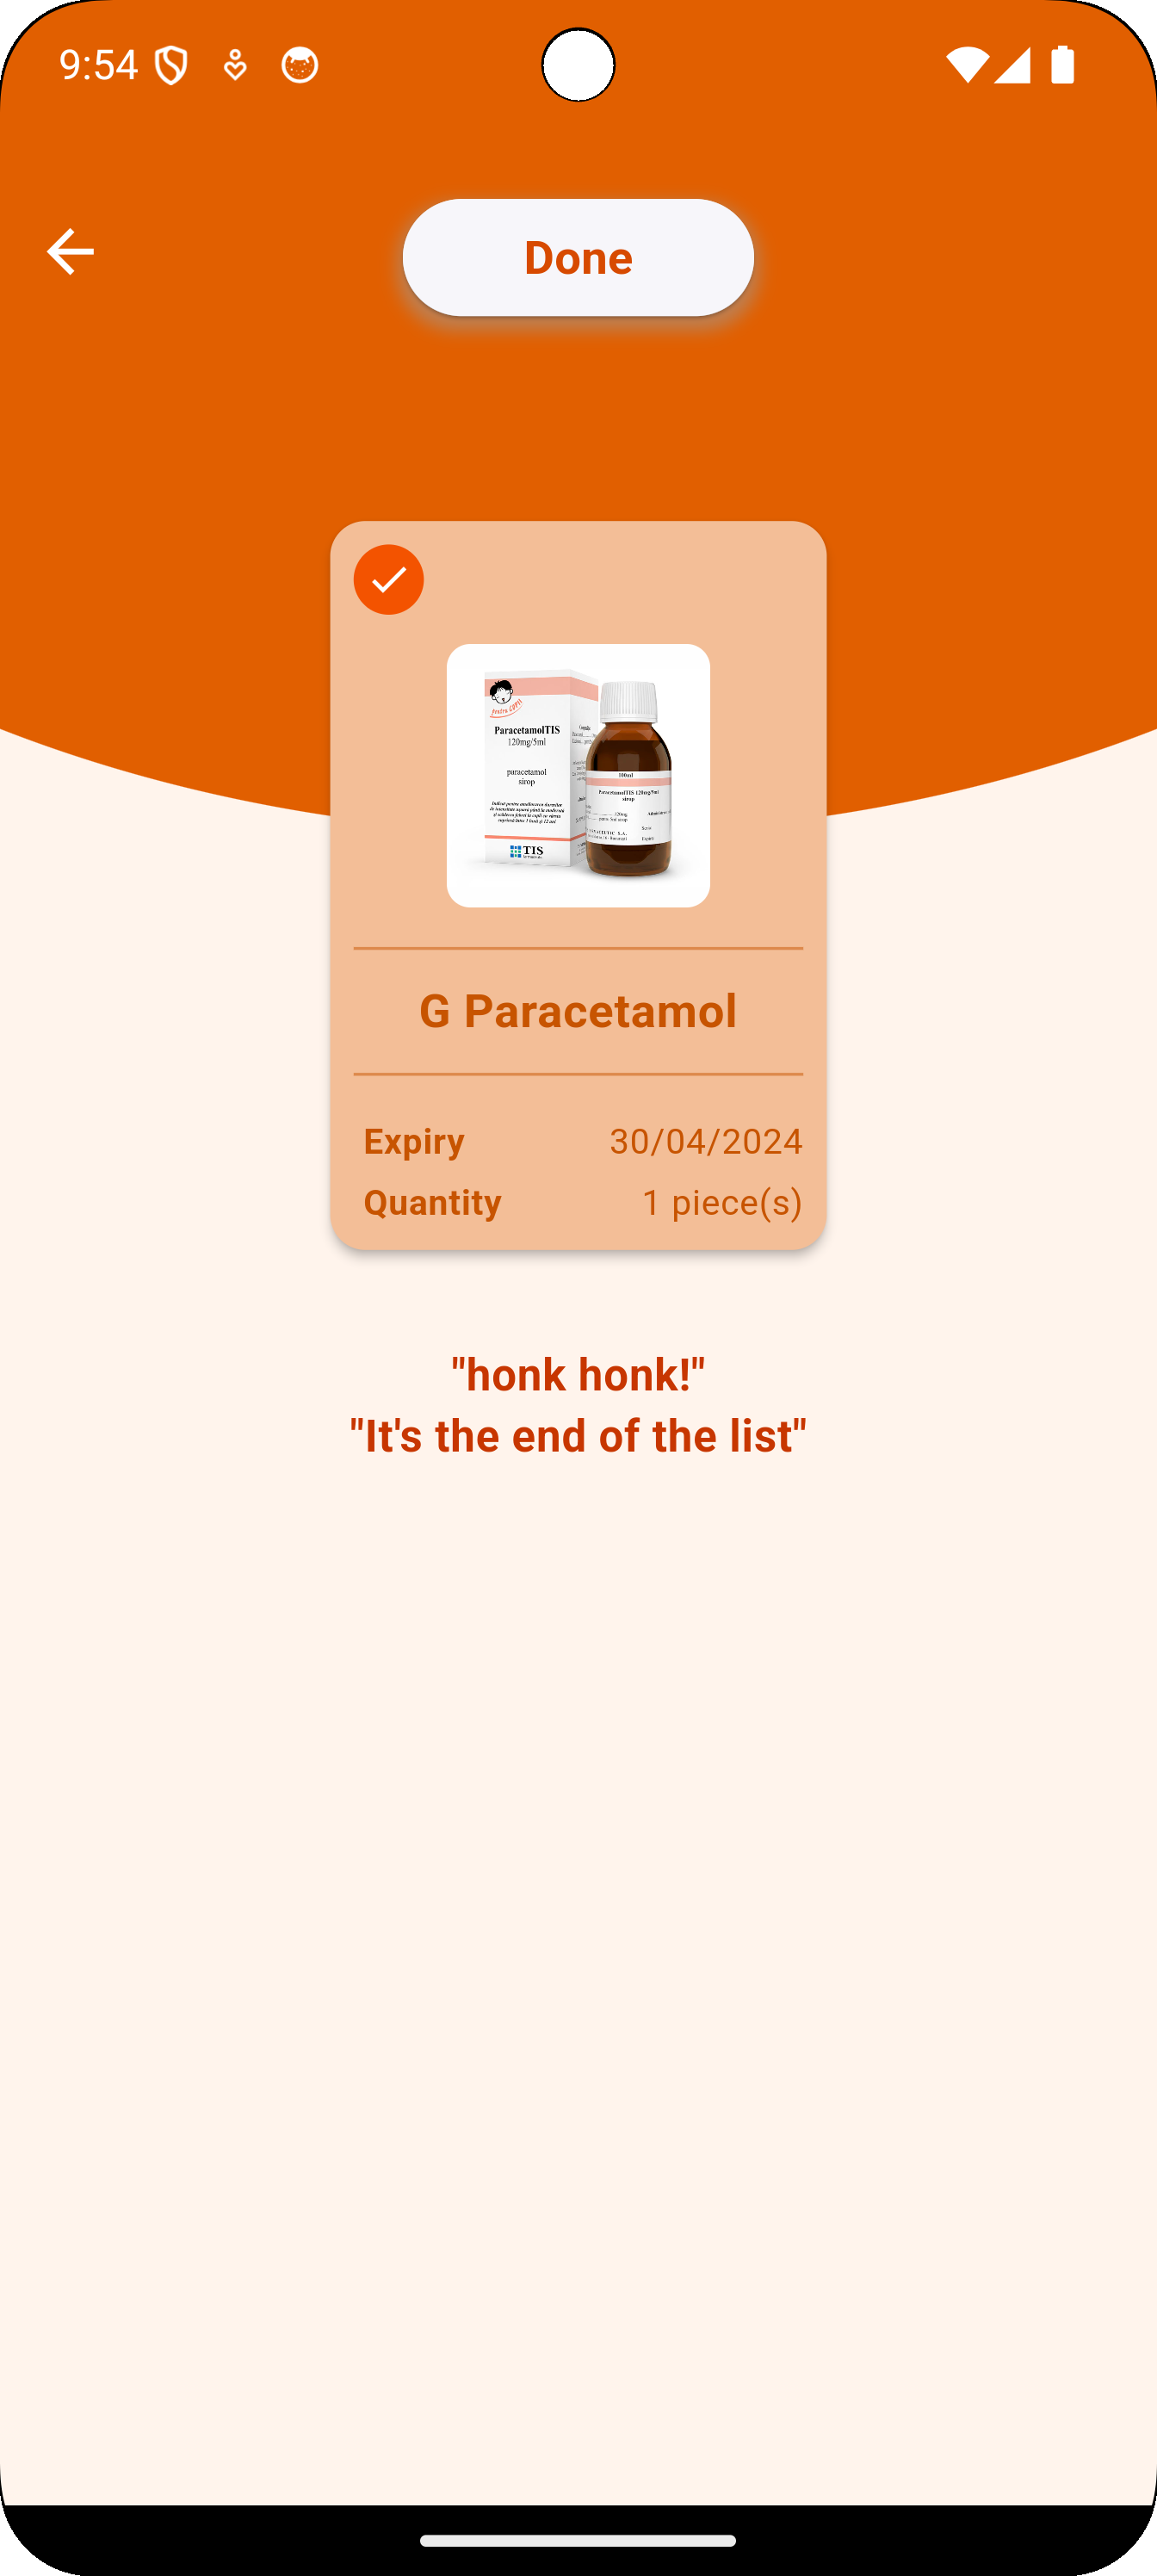 9:54
Done
pentru COPII
ParacetamolTIS
120mg/5ml
paracetamol
sirop
TIS
100ml
ParacetamolTIS 120mg/5ml
sirop
G Paracetamol
Expiry 30/04/2024
Quantity 1 piece(s)
"honk honk!"
"It's the end of the list"